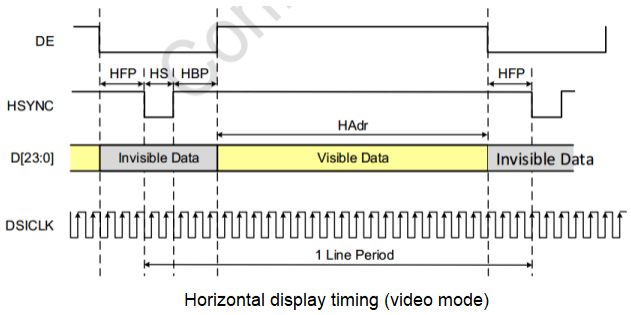 DE
HFP HS HBP HFP
HSYNC
HAdr
D[23:0] Invisible Data Visible Data Invisible Data
DSICLK
1 Line Period
Horizontal display timing (video mode)